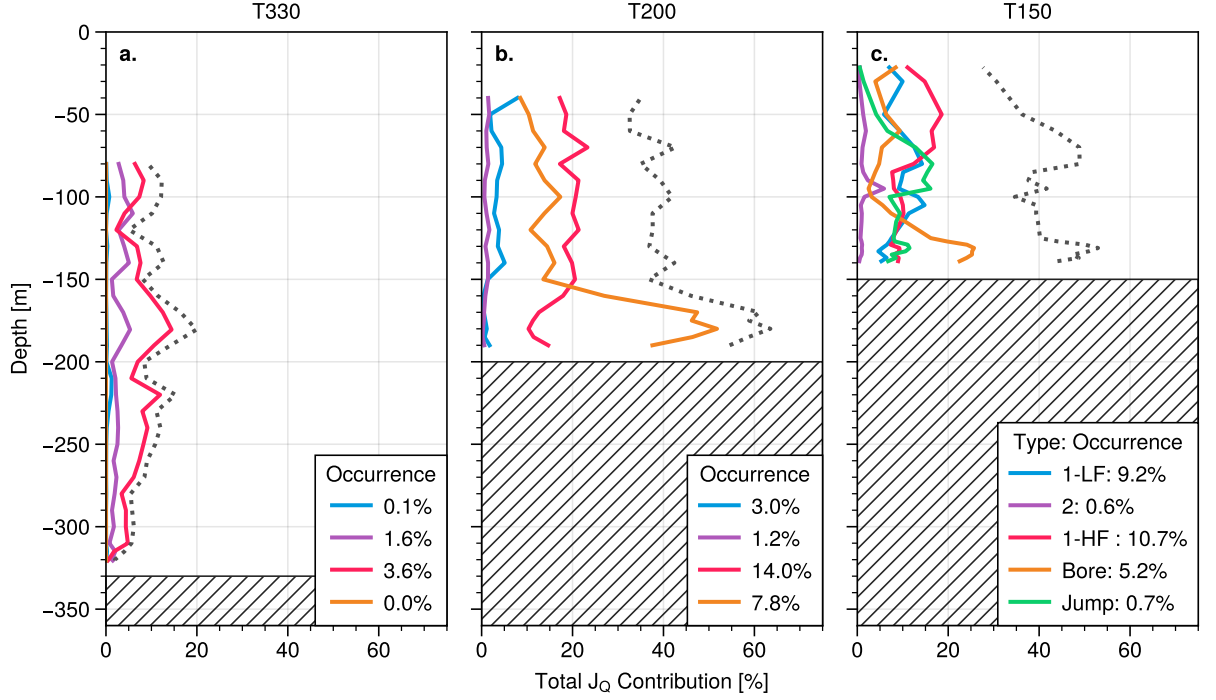 T330 T200 T150
a. b. c.
Depth [m]
0
−50
−100
−150
−200
−250
−300
−350
Occurrence
0.1%
1.6%
3.6%
0.0%
Occurrence
3.0%
1.2%
14.0%
7.8%
Type: Occurrence
1-LF: 9.2%
2: 0.6%
1-HF : 10.7%
Bore: 5.2%
Jump: 0.7%
0 20 40 60 0 20 40 60 0 20 40 60
Total J_Q Contribution [%]